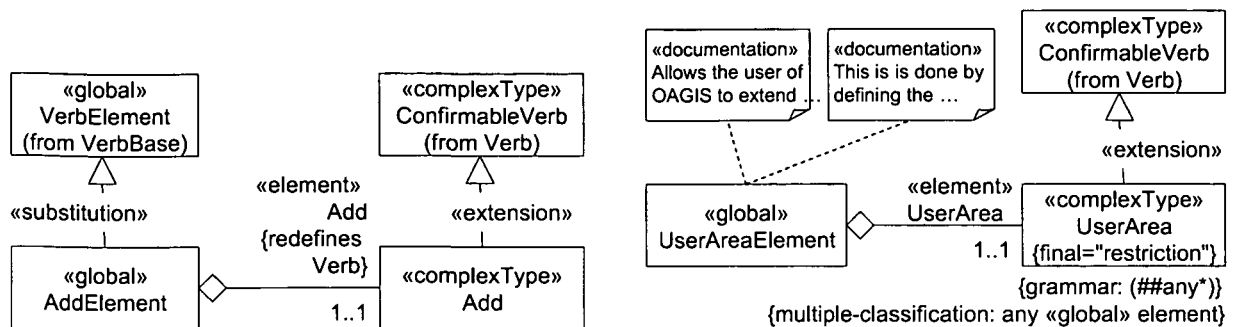 «global»
VerbElement
(from VerbBase)
«complexType»
ConfirmableVerb
(from Verb)
«substitution»
«element»
Add
{redefines
Verb}
1..1
«extension»
«global»
AddElement
«complexType»
Add
«documentation»
Allows the user of
OAGIS to extend ...
«documentation»
This is is done by
defining the ...
«complexType»
ConfirmableVerb
(from Verb)
«extension»
«global»
UserAreaElement
«element»
UserArea
1..1
«complexType»
UserArea
{final="restriction"}
{grammar: (##any*)}
{multiple-classification: any «global» element}